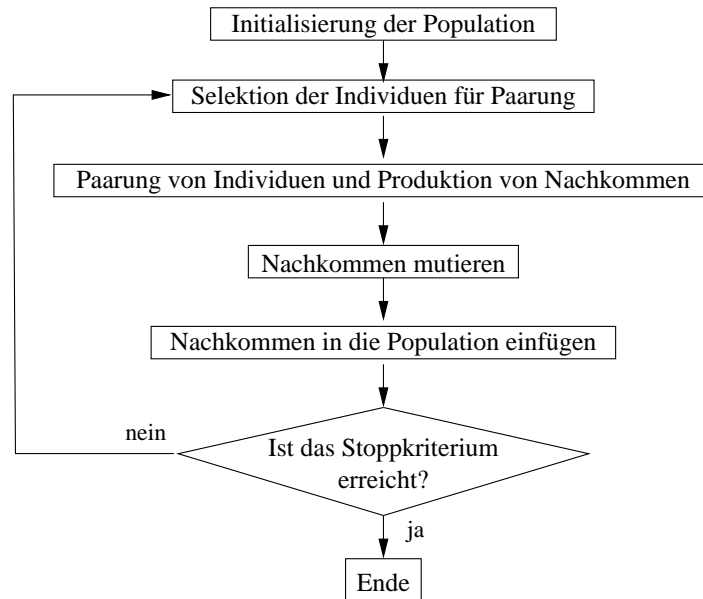 Initialisierung der Population
Selektion der Individuen für Paarung
Paarung von Individuen und Produktion von Nachkommen
Nachkommen mutieren
Nachkommen in die Population einfügen
nein
Ist das Stoppkriterium
erreicht?
ja
Ende